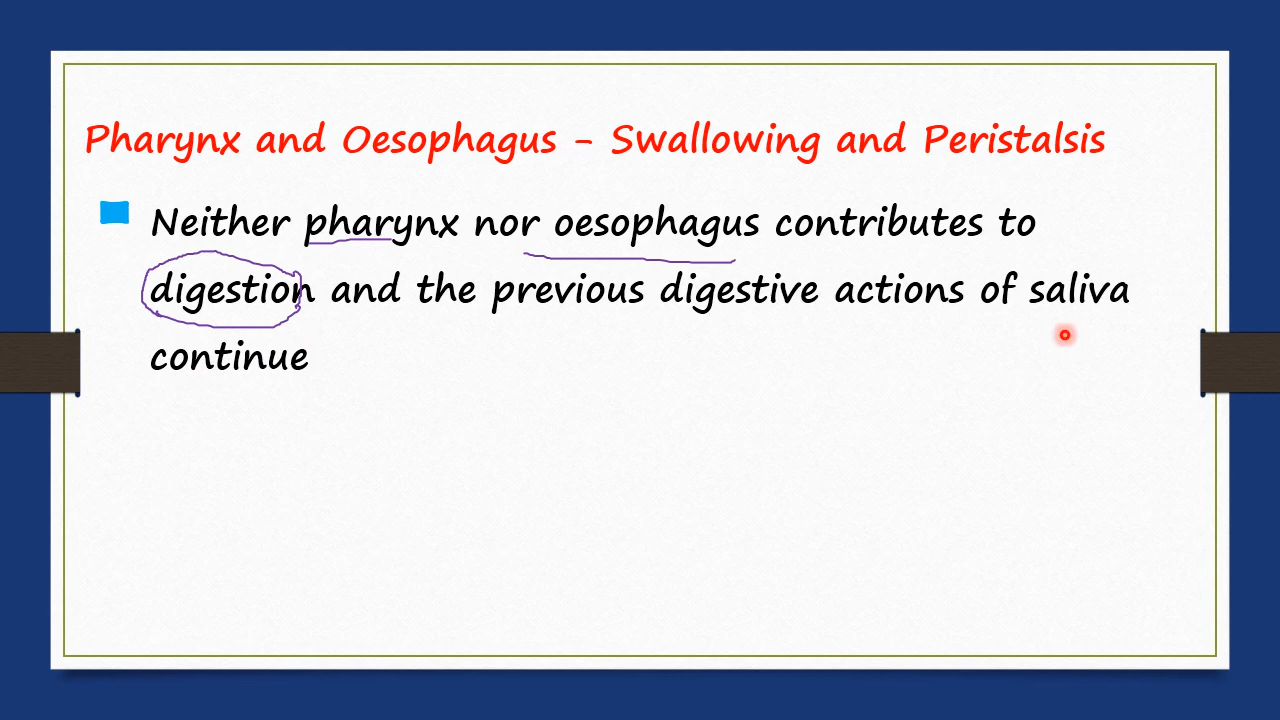 Pharynx and Oesophagus - Swallowing and Peristalsis
Neither pharynx nor oesophagus contributes to
digestion and the previous digestive actions of saliva
continue